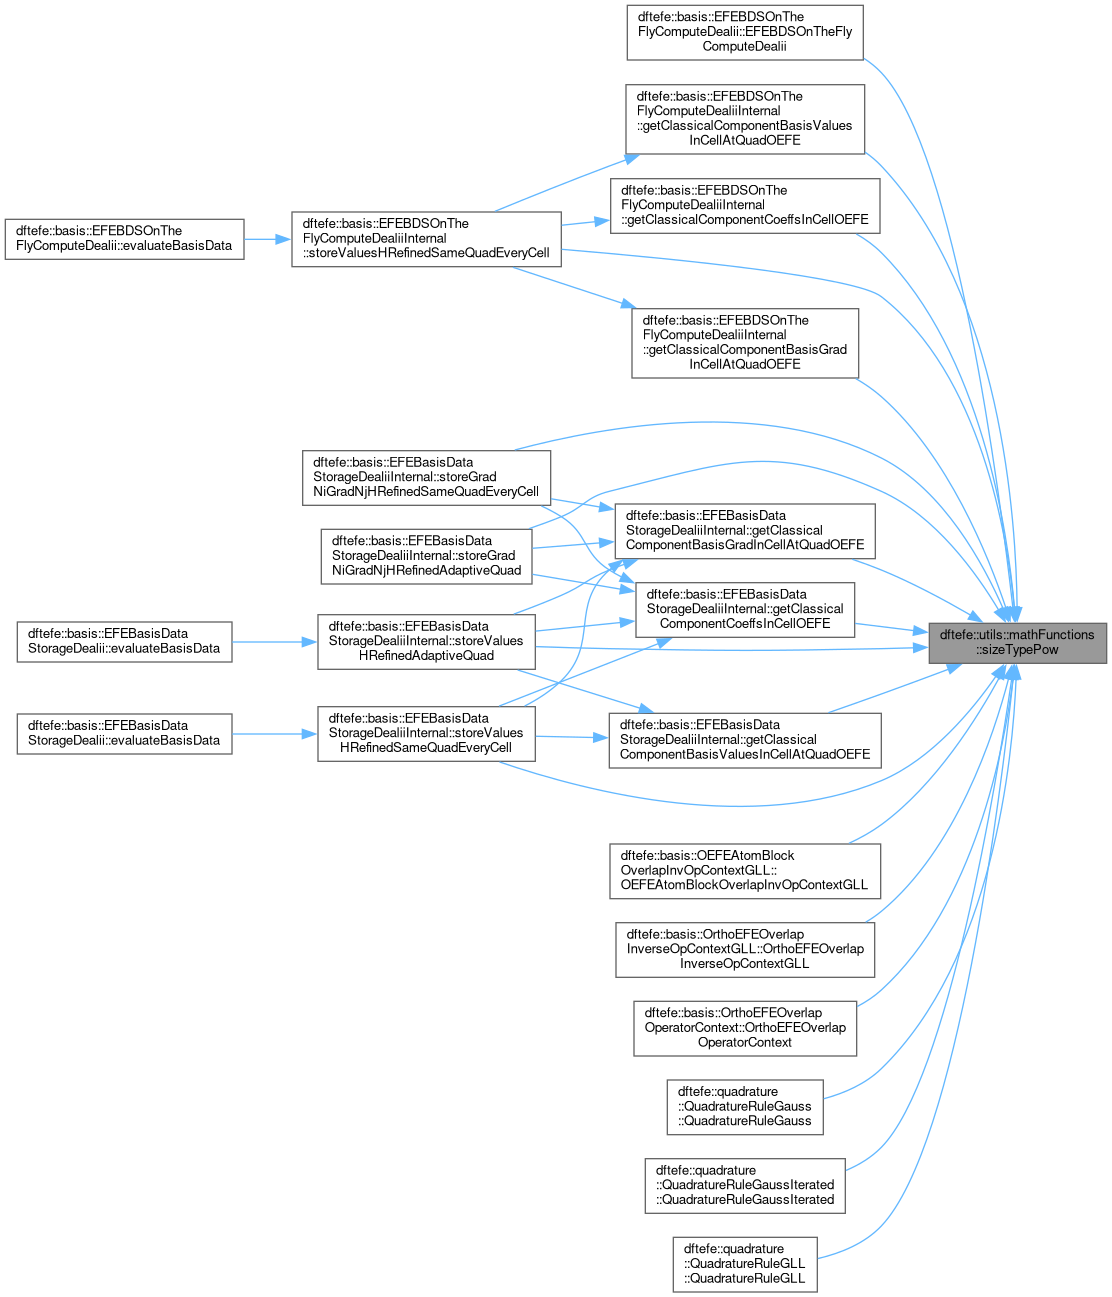 dftefe::basis::EFEBDSOnThe
FlyComputeDealii::EFEBDSOnTheFly
ComputeDealii
dftefe::basis::EFEBDSOnThe
FlyComputeDealiiInternal
::getClassicalComponentBasisValues
InCellAtQuadOEFE
dftefe::basis::EFEBDSOnThe
FlyComputeDealiiInternal
::getClassicalComponentCoeffsInCellOEFE
dftefe::basis::EFEBDSOnThe
FlyComputeDealii::evaluateBasisData
dftefe::basis::EFEBDSOnThe
FlyComputeDealiiInternal
::storeValuesHRefinedSameQuadEveryCell
dftefe::basis::EFEBDSOnThe
FlyComputeDealiiInternal
::getClassicalComponentBasisGrad
InCellAtQuadOEFE
dftefe::basis::EFEBasisData
StorageDealiiInternal::storeGrad
NiGradNjHRefinedSameQuadEveryCell
dftefe::basis::EFEBasisData
StorageDealiiInternal::getClassical
ComponentBasisGradInCellAtQuadOEFE
dftefe::basis::EFEBasisData
StorageDealiiInternal::storeGrad
NiGradNjHRefinedAdaptiveQuad
dftefe::basis::EFEBasisData
StorageDealiiInternal::getClassical
ComponentCoeffsInCellOEFE
dftefe::utils::mathFunctions
::sizeTypePow
dftefe::basis::EFEBasisData
StorageDealii::evaluateBasisData
dftefe::basis::EFEBasisData
StorageDealiiInternal::storeValues
HRefinedAdaptiveQuad
dftefe::basis::EFEBasisData
StorageDealii::evaluateBasisData
dftefe::basis::EFEBasisData
StorageDealiiInternal::storeValues
HRefinedSameQuadEveryCell
dftefe::basis::EFEBasisData
StorageDealiiInternal::getClassical
ComponentBasisValuesInCellAtQuadOEFE
dftefe::basis::OEFEAtomBlock
OverlapInvOpContextGLL::
OEFEAtomBlockOverlapInvOpContextGLL
dftefe::basis::OrthoEFEOverlap
InverseOpContextGLL::OrthoEFEOverlap
InverseOpContextGLL
dftefe::basis::OrthoEFEOverlap
OperatorContext::OrthoEFEOverlap
OperatorContext
dftefe::quadrature
::QuadratureRuleGauss
::QuadratureRuleGauss
dftefe::quadrature
::QuadratureRuleGaussIterated
::QuadratureRuleGaussIterated
dftefe::quadrature
::QuadratureRuleGLL
::QuadratureRuleGLL